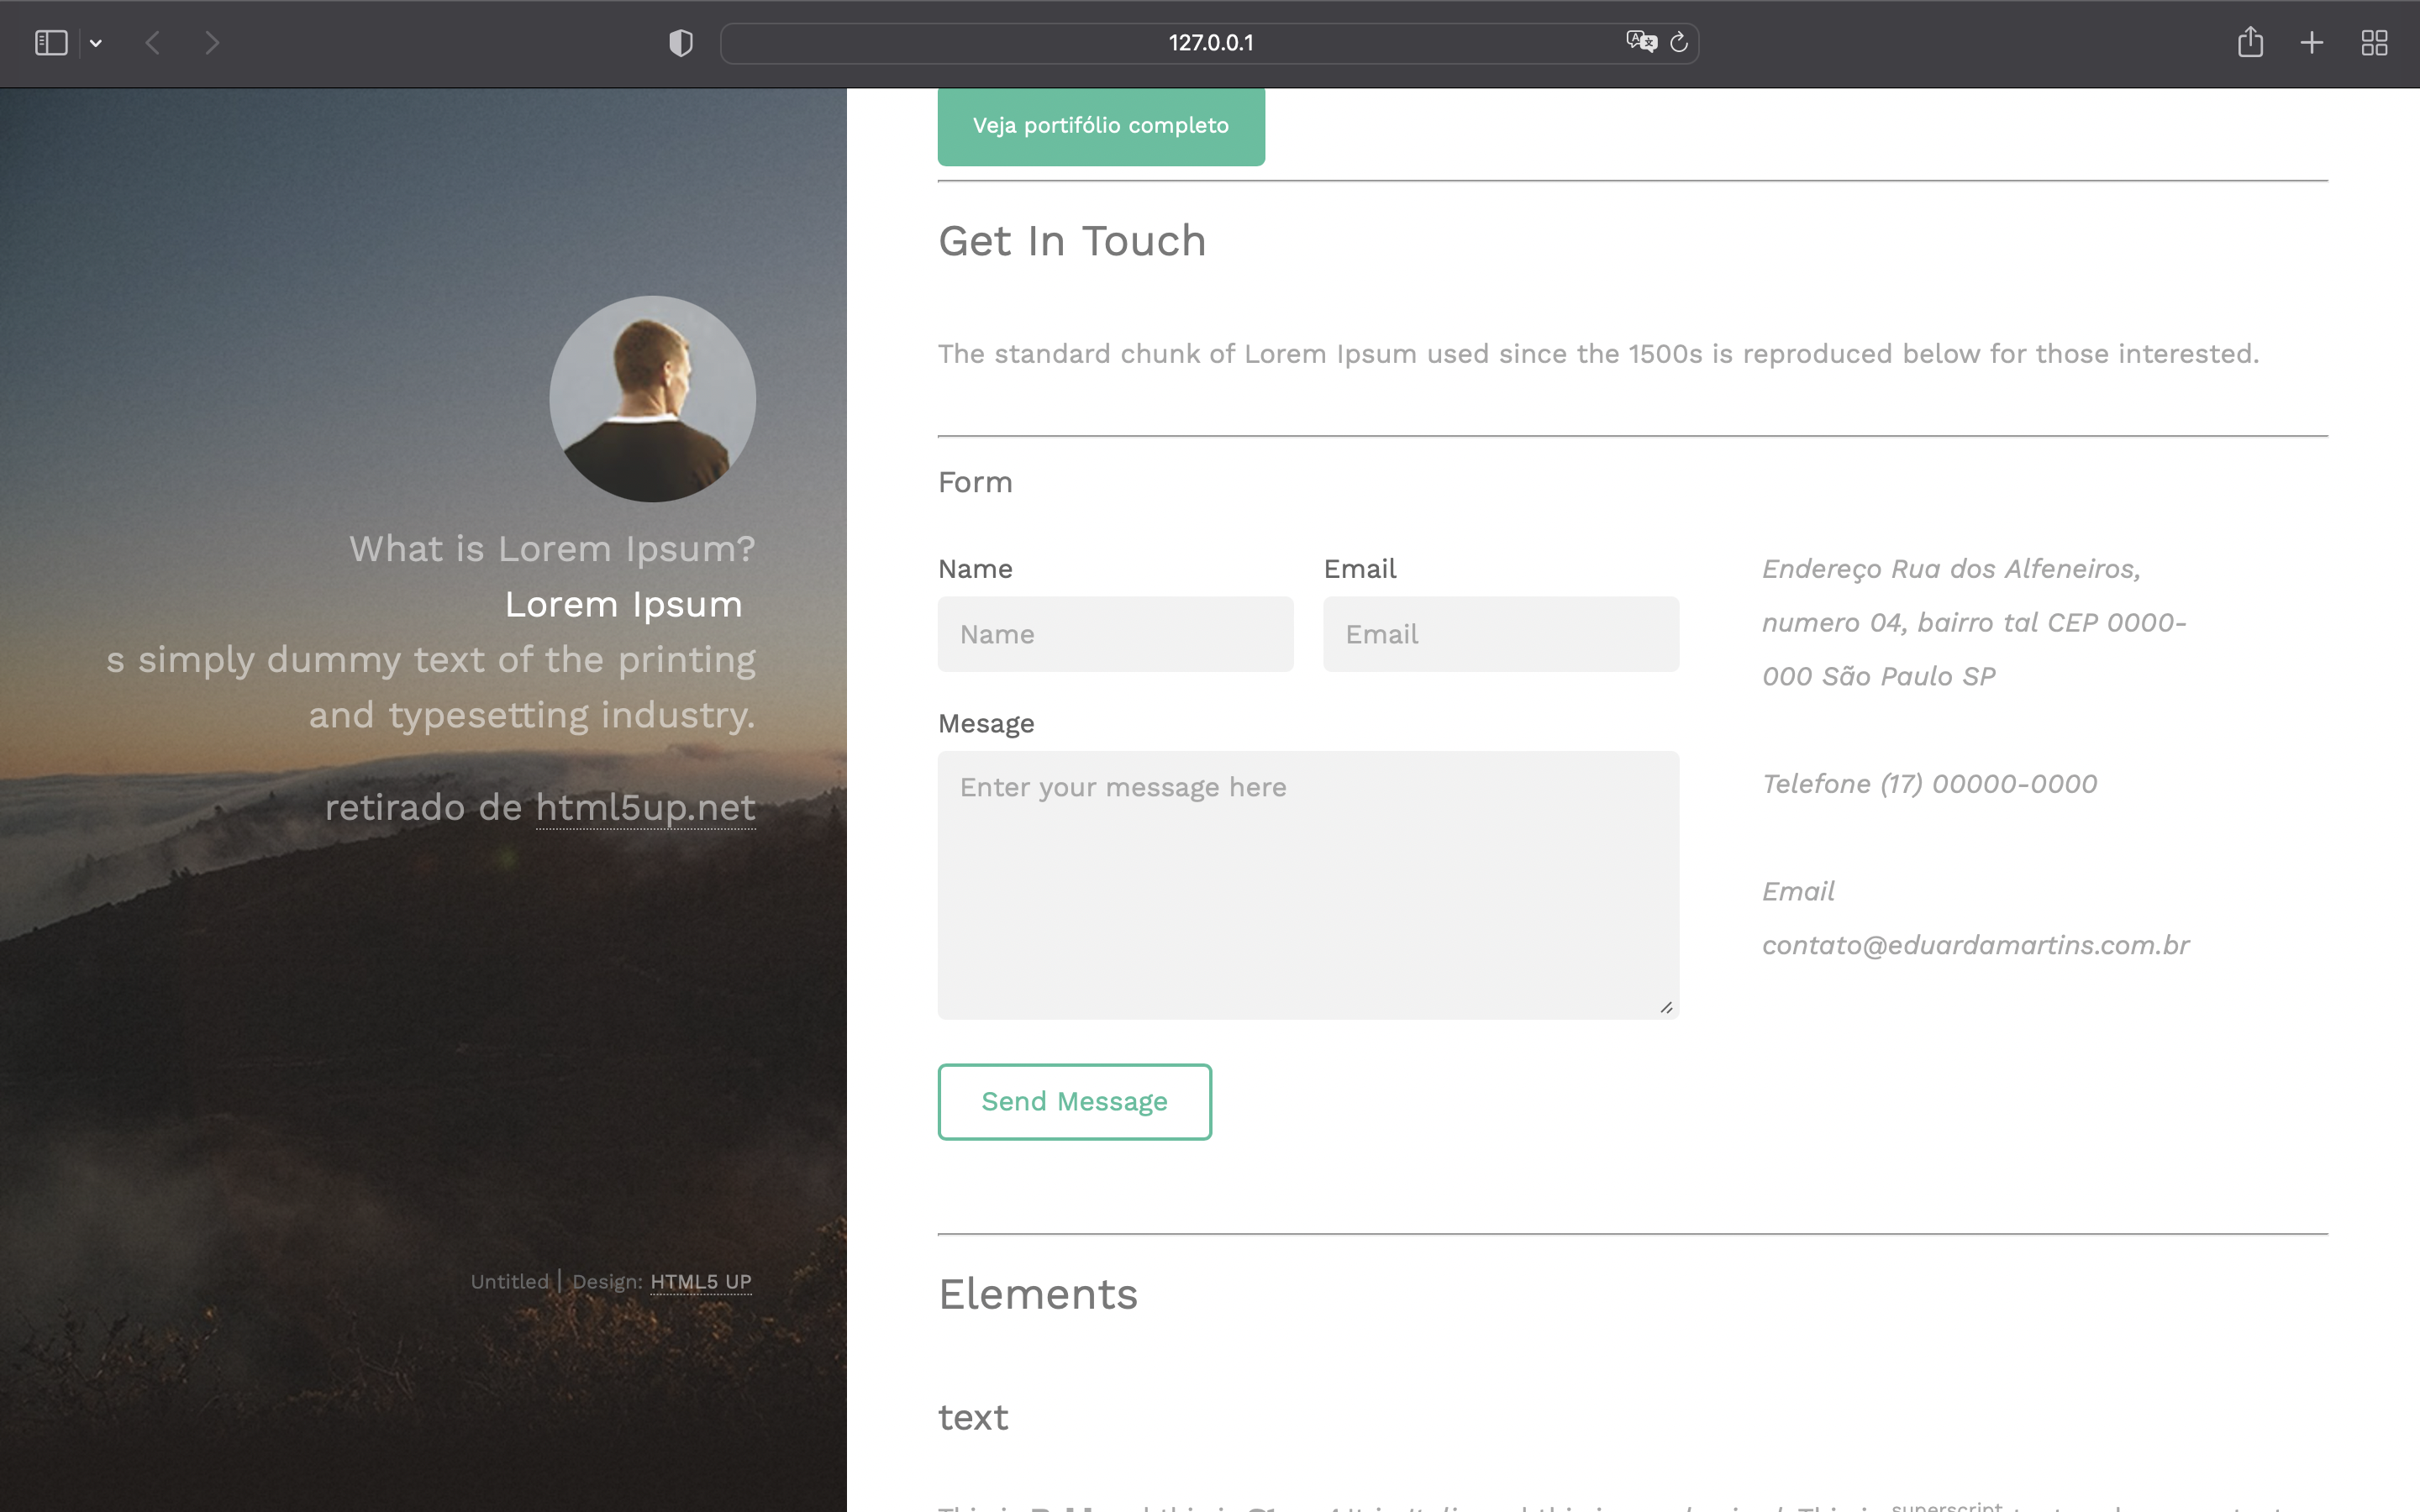 127.0.0.1
What is Lorem Ipsum?
Lorem Ipsum
s simply dummy text of the printing
and typesetting industry.
retirado de html5up.net
Untitled | Design: HTML5 UP
Veja portifólio completo
Get In Touch
The standard chunk of Lorem Ipsum used since the 1500s is reproduced below for those interested.
Form
Name
Email
Name
Email
Mesage
Enter your message here
Send Message
Endereço Rua dos Alfeneiros,
numero 04, bairro tal CEP 0000-
000 São Paulo SP
Telefone (17) 00000-0000
Email
contato@eduardamartins.com.br
Elements
text